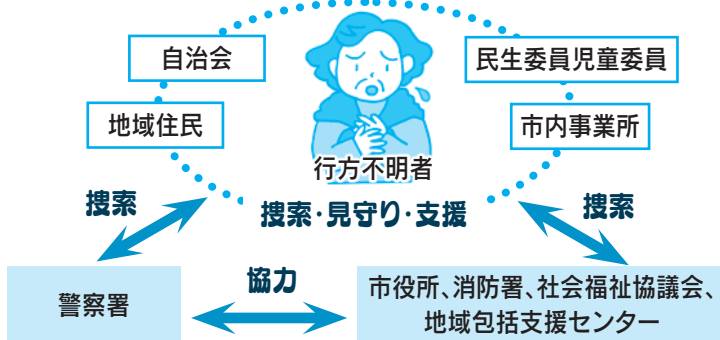 自治会
民生委員児童委員
地域住民
市内事業所
行方不明者
捜索・見守り・支援
捜索
捜索
協力
警察署
市役所、消防署、社会福祉協議会、
地域包括支援センター